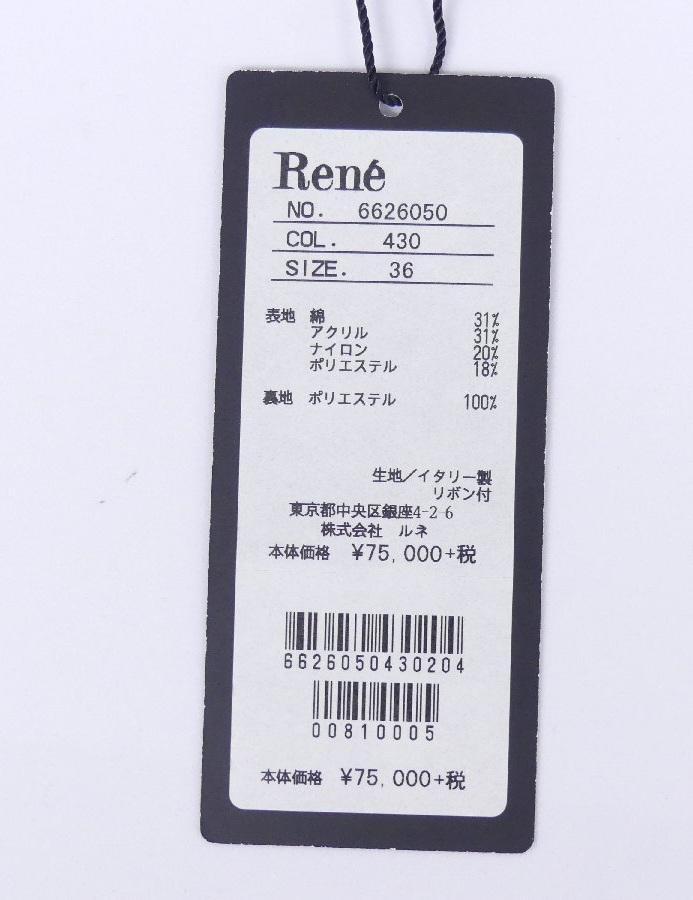 René
NO. 6626050
COL. 430
SIZE. 36
表地 綿 31%
アクリル 31%
ナイロン 20%
ポリエステル 18%
裏地 ポリエステル 100%
生地/イタリー製
リボン付
東京都中央区銀座4-2-6
株式会社 ルネ
本体価格 ¥75,000+税
6626050430204
00810005
本体価格 ¥75,000+税